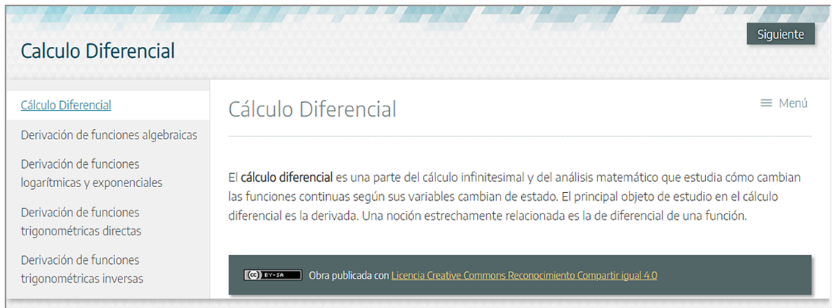 Siguiente
Calculo Diferencial
Cálculo Diferencial
Derivación de funciones algebraicas
Derivación de funciones
logarítmicas y exponenciales
Derivación de funciones
trigonométricas directas
Derivación de funciones
trigonométricas inversas
Cálculo Diferencial
Menú
El cálculo diferencial es una parte del cálculo infinitesimal y del análisis matemático que estudia cómo cambian
las funciones continuas según sus variables cambian de estado. El principal objeto de estudio en el cálculo
diferencial es la derivada. Una noción estrechamente relacionada es la de diferencial de una función.
(cc) BY-SA Obra publicada con Licencia Creative Commons Reconocimiento Compartir igual 4.0